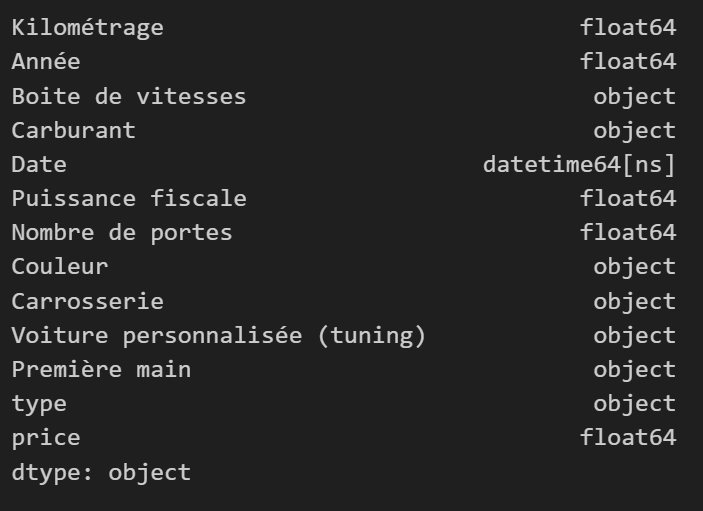 Kilométrage float64
Année float64
Boite de vitesses object
Carburant object
Date datetime64[ns]
Puissance fiscale float64
Nombre de portes float64
Couleur object
Carrosserie object
Voiture personnalisée (tuning) object
Première main object
type object
price float64
dtype: object